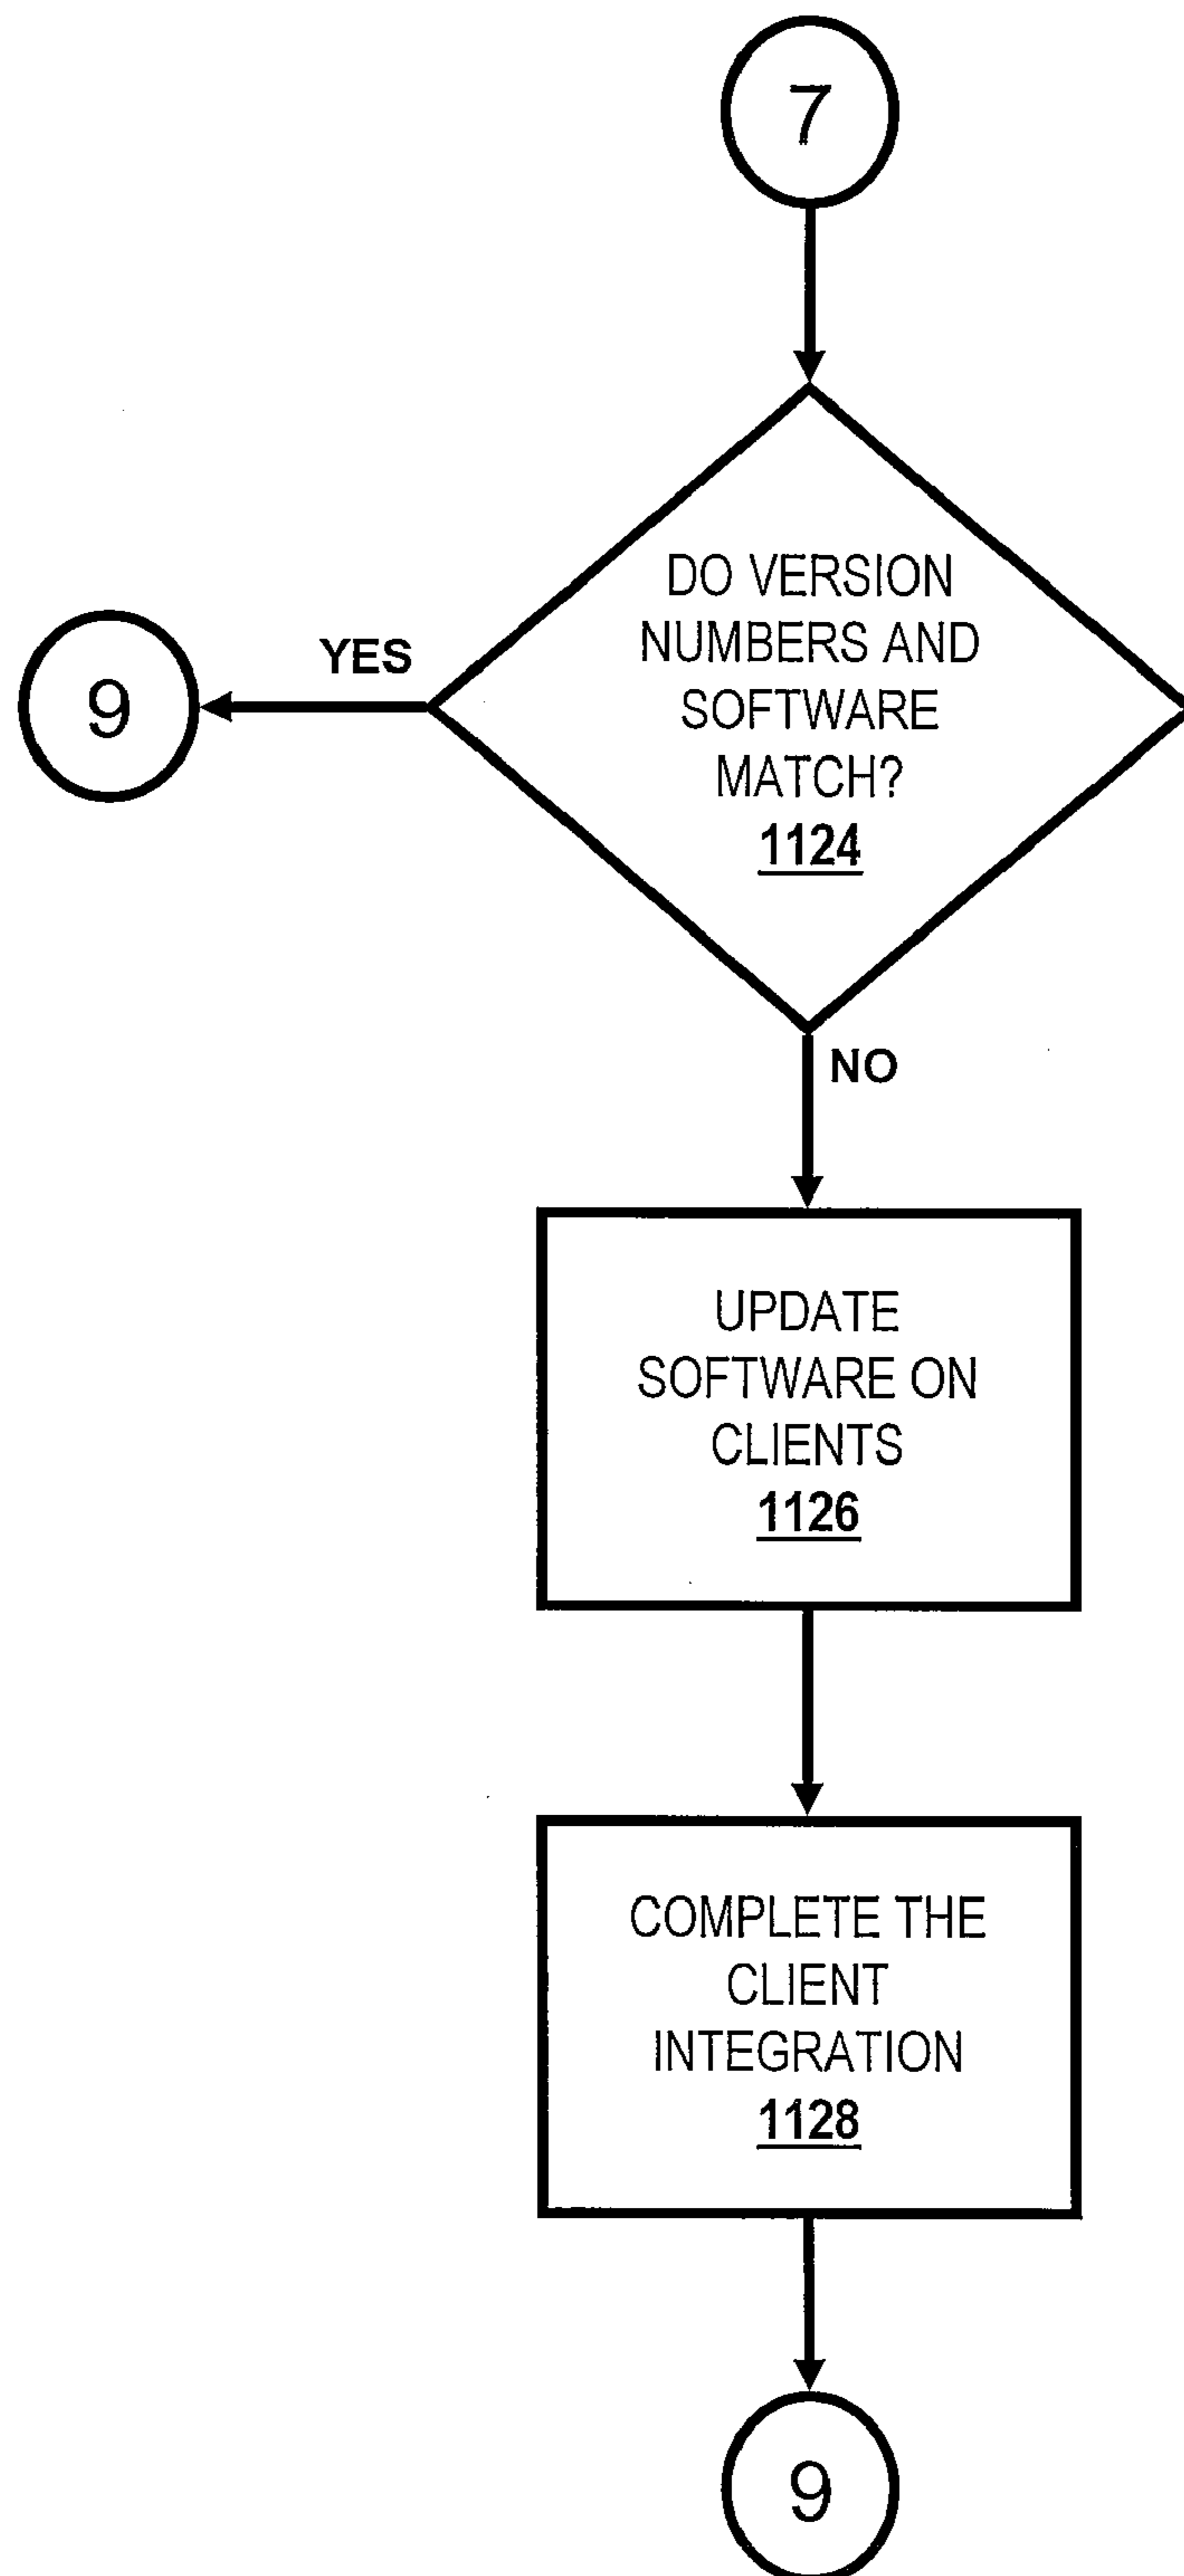 7
DO VERSION
NUMBERS AND
SOFTWARE
MATCH?
1124
YES
9
NO
UPDATE
SOFTWARE ON
CLIENTS
1126
COMPLETE THE
CLIENT
INTEGRATION
1128
9